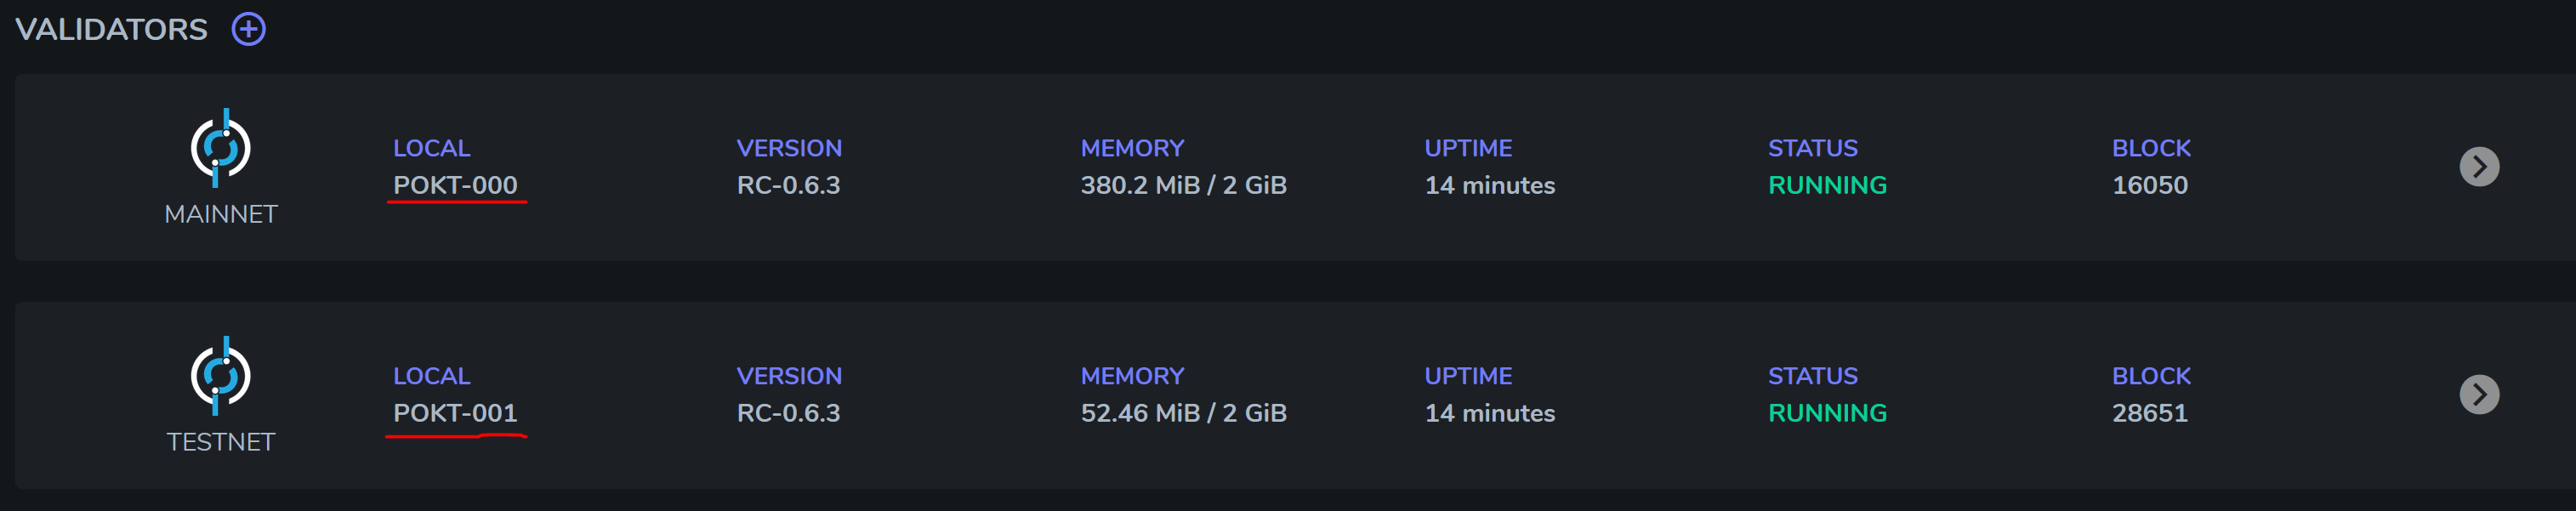 VALIDATORS
LOCAL VERSION MEMORY UPTIME STATUS BLOCK
POKT-000 RC-0.6.3 380.2 MiB / 2 GiB 14 minutes RUNNING 16050
MAINNET
LOCAL VERSION MEMORY UPTIME STATUS BLOCK
POKT-001 RC-0.6.3 52.46 MiB / 2 GiB 14 minutes RUNNING 28651
TESTNET